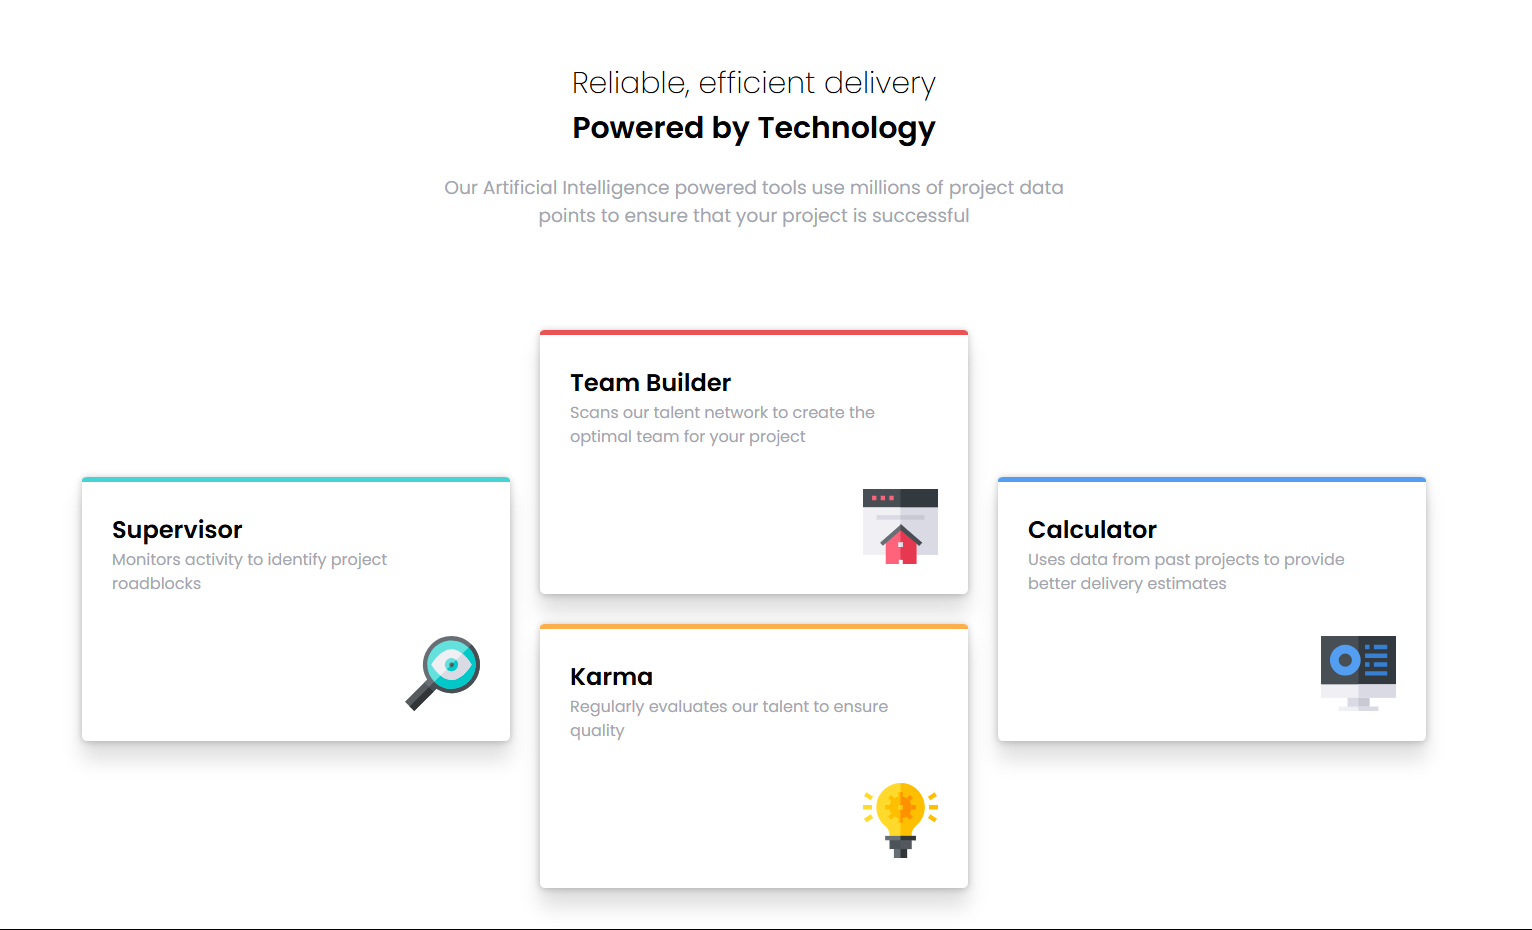 Reliable, efficient delivery
Powered by Technology
Our Artificial Intelligence powered tools use millions of project data
points to ensure that your project is successful
Supervisor
Monitors activity to identify project
roadblocks
Team Builder
Scans our talent network to create the
optimal team for your project
Karma
Regularly evaluates our talent to ensure
quality
Calculator
Uses data from past projects to provide
better delivery estimates